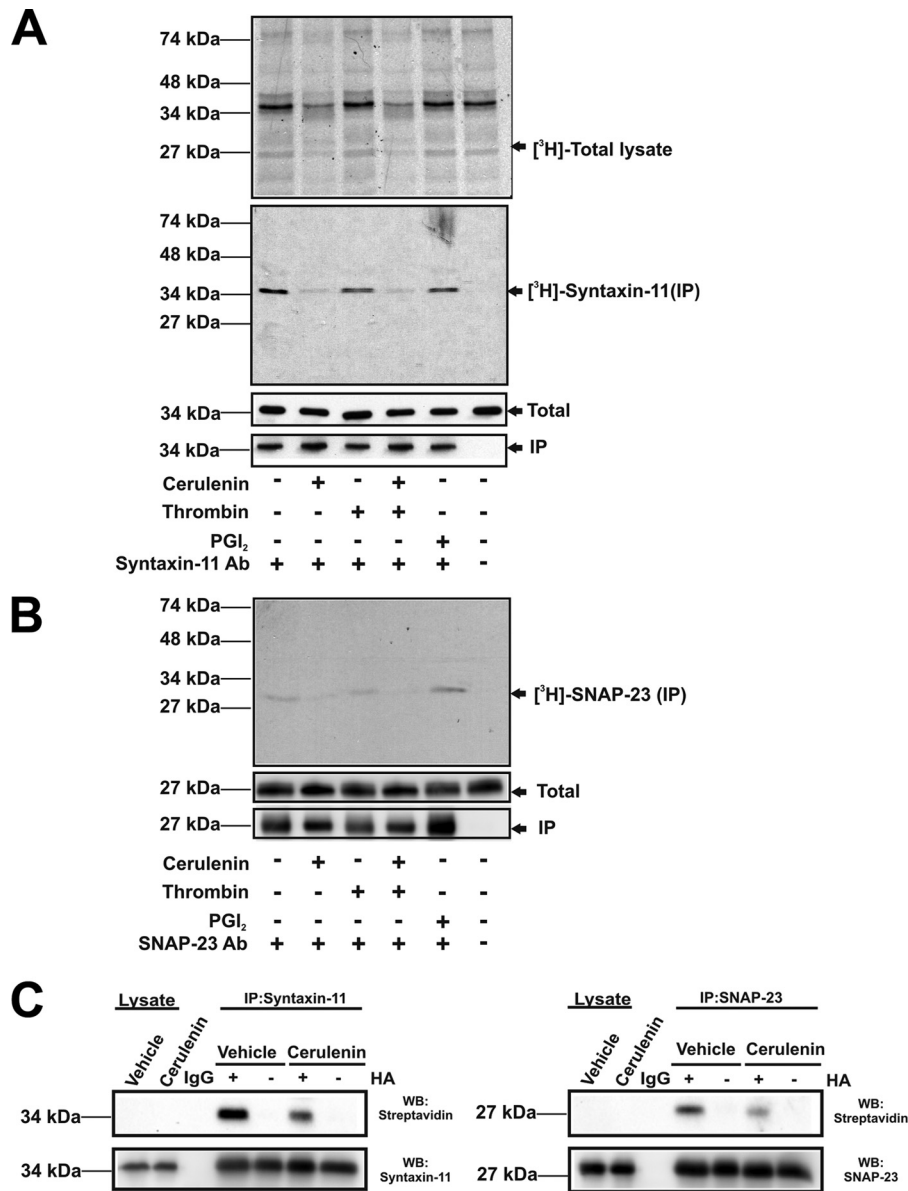 A
74 kDa
48 kDa
34 kDa
27 kDa
[³H]-Total lysate
74 kDa
48 kDa
34 kDa
27 kDa
[³H]-Syntaxin-11(IP)
34 kDa Total
34 kDa IP
Cerulenin - + - + - -
Thrombin - - + + - -
PGI₂ - - - - + -
Syntaxin-11 Ab + + + + + -
B
74 kDa
48 kDa
34 kDa
27 kDa
[³H]-SNAP-23 (IP)
27 kDa Total
27 kDa IP
Cerulenin - + - + - -
Thrombin - - + + - -
PGI₂ - - - - + -
SNAP-23 Ab + + + + + -
C
Lysate IP:Syntaxin-11
Vehicle Cerulenin IgG Vehicle Cerulenin
+ - + - HA
34 kDa WB: Streptavidin
34 kDa WB: Syntaxin-11
Lysate IP:SNAP-23
Vehicle Cerulenin IgG Vehicle Cerulenin
+ - + - HA
27 kDa WB: Streptavidin
27 kDa WB: SNAP-23